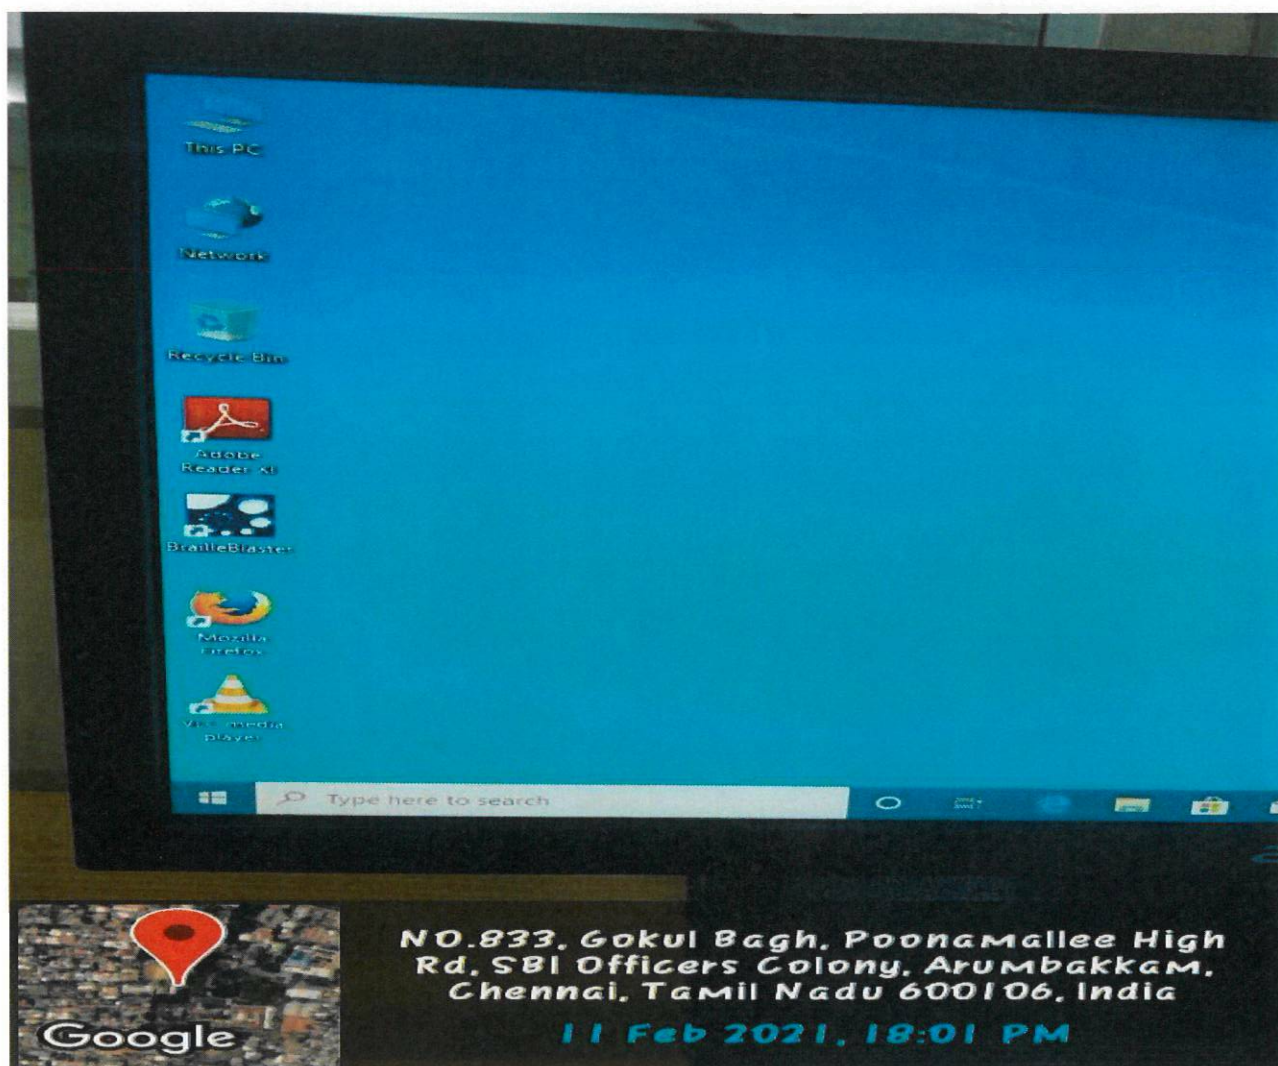 This PC
Network
Recycle Bin
Adobe
Reader XI
BrailleBlaster
Mozilla
Firefox
VLC media
player
Type here to search
NO.833, Gokul Bagh, Poonamallee High
Rd, SBI Officers Colony, Arumbakkam,
Chennai, Tamil Nadu 600106, India
11 Feb 2021, 18:01 PM
Google